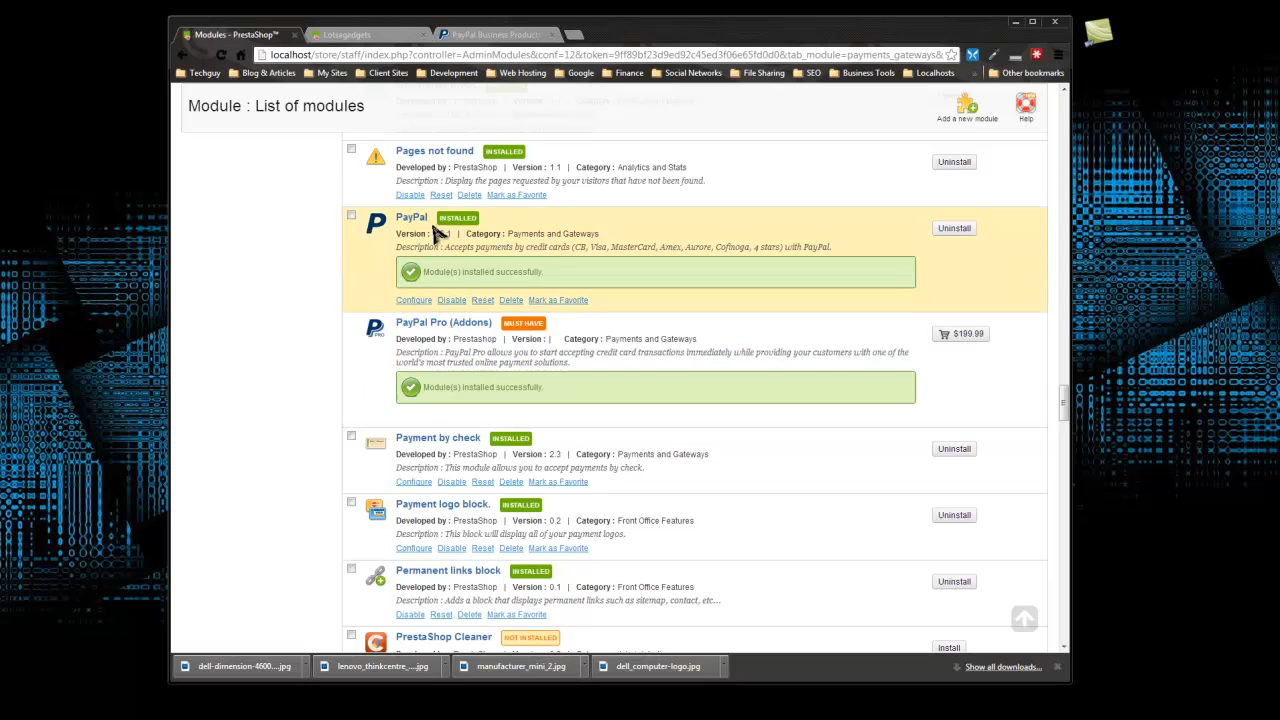 Modules - PrestaShop™
Lotsagadgets
PayPal Business Products
localhost/store/staff/index.php?controller=AdminModules&conf=12&token=9ff89bf23d9ed92c45ed3f06e65fd0d0&tab_module=payments_gateways&
Techguy
Blog & Articles
My Sites
Client Sites
Development
Web Hosting
Google
Finance
Social Networks
File Sharing
SEO
Business Tools
Localhosts
»
Other bookmarks
Module : List of modules
Add a new module
Help
Pages not found INSTALLED
Uninstall
Developed by : PrestaShop | Version : 1.1 | Category : Analytics and Stats
Description : Display the pages requested by your visitors that have not been found.
Disable Reset Delete Mark as Favorite
PayPal INSTALLED
Uninstall
Version : | Category : Payments and Gateways
Description : Accepts payments by credit cards (CB, Visa, MasterCard, Amex, Aurore, Cofinoga, 4 stars) with PayPal.
Module(s) installed successfully.
Configure Disable Reset Delete Mark as Favorite
PayPal Pro (Addons) MUST HAVE
$199.99
PRO
Developed by : Prestashop | Version : | Category : Payments and Gateways
Description : PayPal Pro allows you to start accepting credit card transactions immediately while providing your customers with one of the
world's most trusted online payment solutions.
Module(s) installed successfully.
Payment by check INSTALLED
Uninstall
Developed by : PrestaShop | Version : 2.3 | Category : Payments and Gateways
Description : This module allows you to accept payments by check.
Configure Disable Reset Delete Mark as Favorite
Payment logo block. INSTALLED
Uninstall
Developed by : PrestaShop | Version : 0.2 | Category : Front Office Features
Description : This block will display all of your payment logos.
Configure Disable Reset Delete Mark as Favorite
Permanent links block INSTALLED
Uninstall
Developed by : PrestaShop | Version : 0.1 | Category : Front Office Features
Description : Adds a block that displays permanent links such as sitemap, contact, etc...
Disable Reset Delete Mark as Favorite
PrestaShop Cleaner NOT INSTALLED
Install
dell-dimension-4600....jpg
lenovo_thinkcentre_....jpg
manufacturer_mini_2.jpg
dell_computer-logo.jpg
Show all downloads...